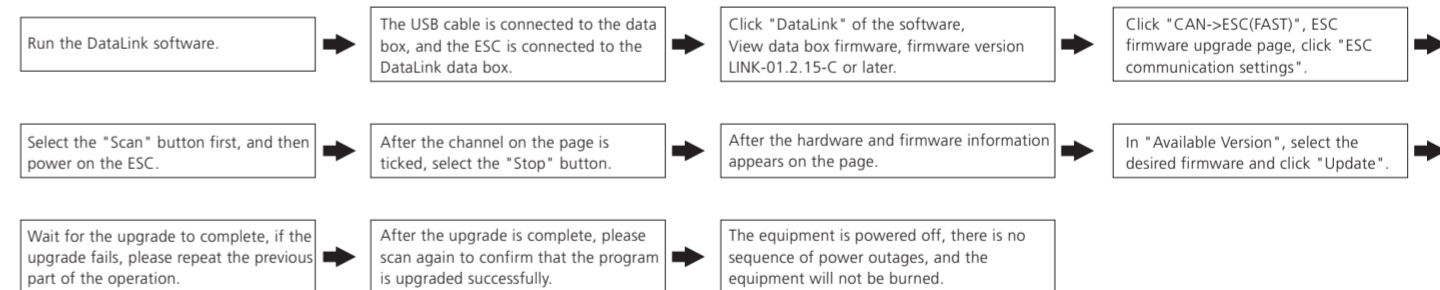 Run the DataLink software.
The USB cable is connected to the data
box, and the ESC is connected to the
DataLink data box.
Click "DataLink" of the software,
View data box firmware, firmware version
LINK-01.2.15-C or later.
Click "CAN->ESC(FAST)", ESC
firmware upgrade page, click "ESC
communication settings".
Select the "Scan" button first, and then
power on the ESC.
After the channel on the page is
ticked, select the "Stop" button.
After the hardware and firmware information
appears on the page.
In "Available Version", select the
desired firmware and click "Update".
Wait for the upgrade to complete, if the
upgrade fails, please repeat the previous
part of the operation.
After the upgrade is complete, please
scan again to confirm that the program
is upgraded successfully.
The equipment is powered off, there is no
sequence of power outages, and the
equipment will not be burned.